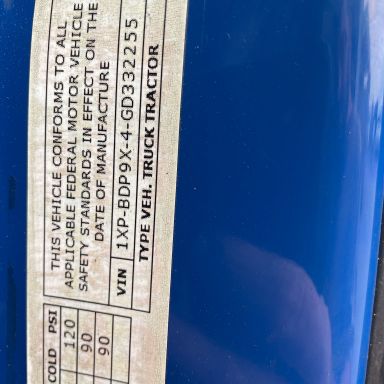 THIS VEHICLE CONFORMS TO ALL
APPLICABLE FEDERAL MOTOR VEHICLE
SAFETY STANDARDS IN EFFECT ON THE
DATE OF MANUFACTURE
VIN 1XP-BDP9X-4-GD332255
TYPE VEH. TRUCK TRACTOR
COLD PSI
120
90
90